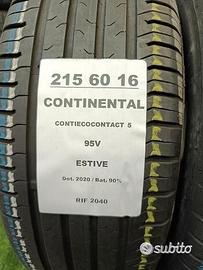 215 60 16
CONTINENTAL
CONTIECOCONTACT 5
95V
ESTIVE
Dot. 2020 / Bat. 90%
RIF 2040
subito